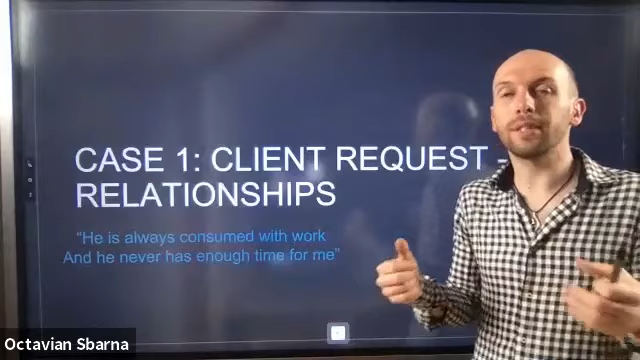 CASE 1: CLIENT REQUEST -
RELATIONSHIPS
“He is always consumed with work
And he never has enough time for me”
Octavian Sbarna